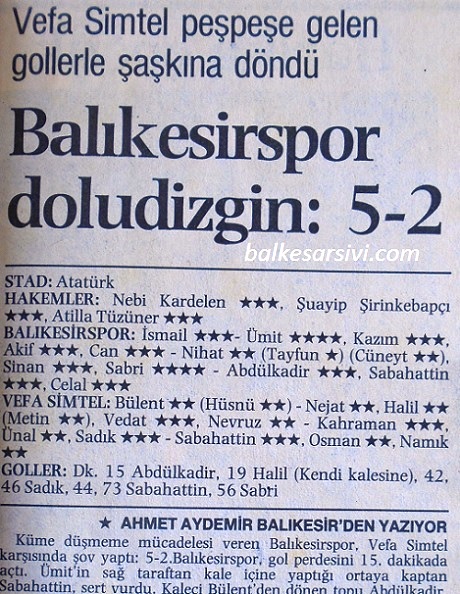 Vefa Simtel peşpeşe gelen
gollerle şaşkına döndü
Balıkesirspor
doludizgin: 5-2
balkesarsivi.com
STAD: Atatürk
HAKEMLER: Nebi Kardelen ★★★, Şuayip Şirinkebapçı
★★★, Atilla Tüzüner ★★★
BALIKESİRSPOR: İsmail ★★★- Ümit ★★★★, Kazım ★★★,
Akif ★★★, Can ★★★ - Nihat ★★ (Tayfun ★) (Cüneyt ★★),
Sinan ★★★, Sabri ★★★★ - Abdülkadir ★★★, Sabahattin
★★★, Celal ★★★
VEFA SİMTEL: Bülent ★★ (Hüsnü ★★) - Nejat ★★, Halil ★★
(Metin ★★), Vedat ★★★, Nevruz ★★ - Kahraman ★★★,
Ünal ★★, Sadık ★★★ - Sabahattin ★★★, Osman ★★, Namık
★★
GOLLER: Dk. 15 Abdülkadir, 19 Halil (Kendi kalesine), 42,
46 Sadık, 44, 73 Sabahattin, 56 Sabri
★ AHMET AYDEMİR BALIKESİR'DEN YAZIYOR
Küme düşmeme mücadelesi veren Balıkesirspor, Vefa Simtel
karşısında şov yaptı: 5-2.Balıkesirspor, gol perdesini 15. dakikada
açtı. Ümit'in sağ taraftan kale içine yaptığı ortaya kaptan
Sabahattin, sert vurdu. Kaleci Bülent'den dönen topu Abdülkadir,